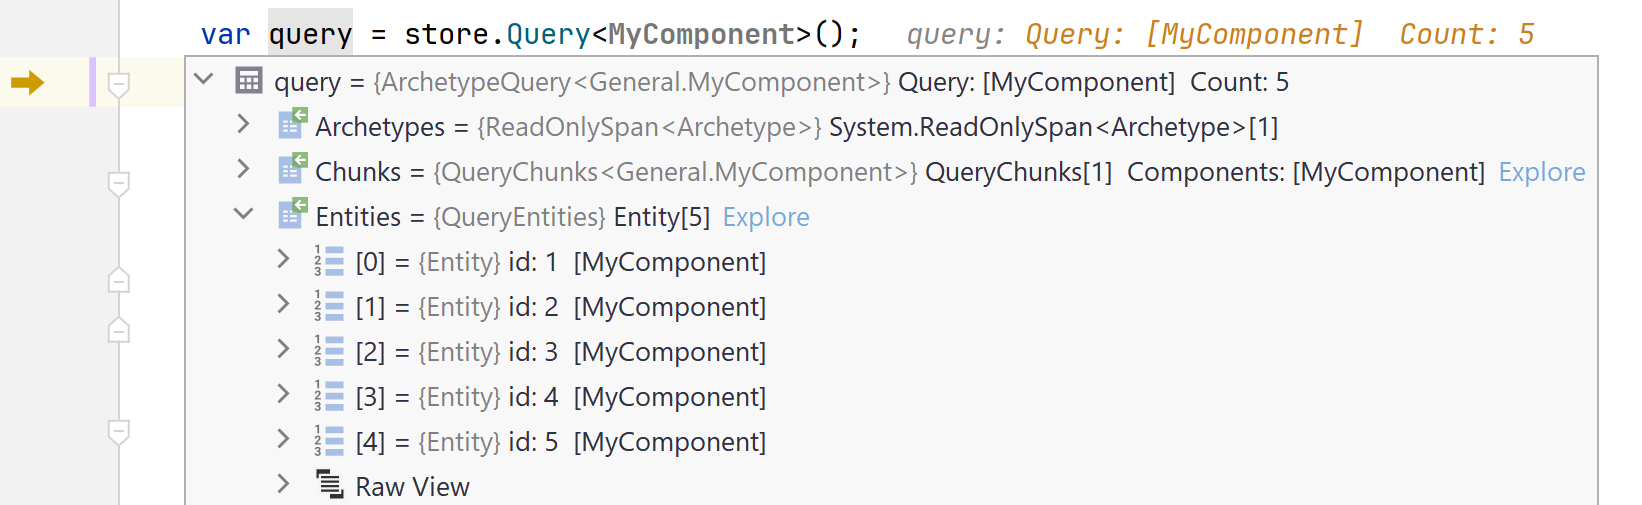 var query = store.Query<MyComponent>();   query: Query: [MyComponent]  Count: 5
query = {ArchetypeQuery<General.MyComponent>} Query: [MyComponent]  Count: 5
Archetypes = {ReadOnlySpan<Archetype>} System.ReadOnlySpan<Archetype>[1]
Chunks = {QueryChunks<General.MyComponent>} QueryChunks[1]  Components: [MyComponent]  Explore
Entities = {QueryEntities} Entity[5]  Explore
[0] = {Entity} id: 1  [MyComponent]
[1] = {Entity} id: 2  [MyComponent]
[2] = {Entity} id: 3  [MyComponent]
[3] = {Entity} id: 4  [MyComponent]
[4] = {Entity} id: 5  [MyComponent]
Raw View